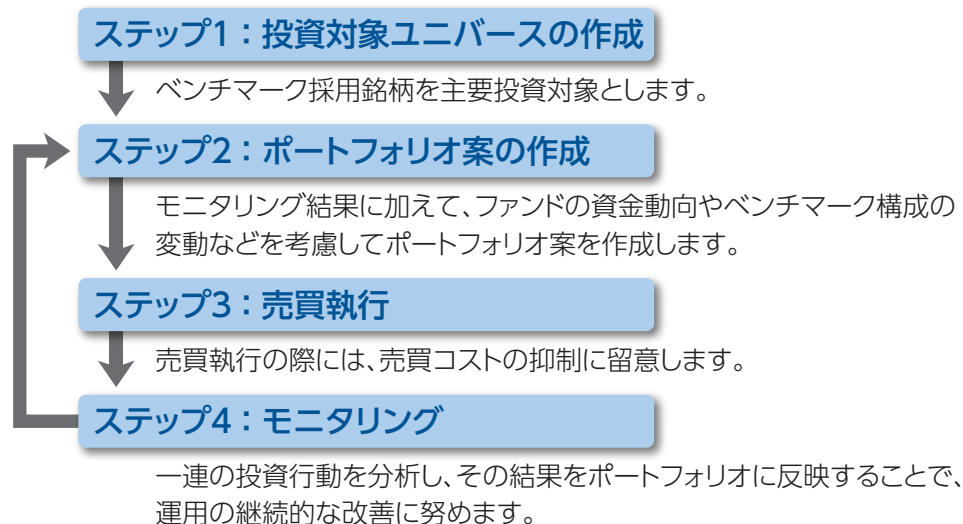 ステップ1：投資対象ユニバースの作成
ベンチマーク採用銘柄を主要投資対象とします。
ステップ2：ポートフォリオ案の作成
モニタリング結果に加えて、ファンドの資金動向やベンチマーク構成の
変動などを考慮してポートフォリオ案を作成します。
ステップ3：売買執行
売買執行の際には、売買コストの抑制に留意します。
ステップ4：モニタリング
一連の投資行動を分析し、その結果をポートフォリオに反映することで、
運用の継続的な改善に努めます。